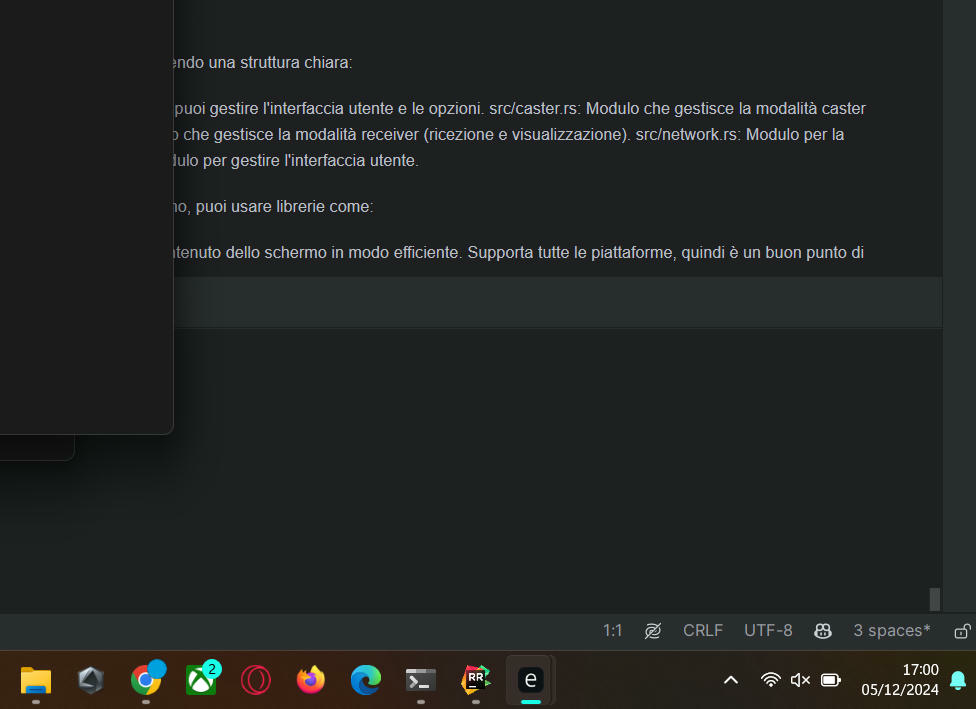 endo una struttura chiara:
puoi gestire l'interfaccia utente e le opzioni. src/caster.rs: Modulo che gestisce la modalità caster
che gestisce la modalità receiver (ricezione e visualizzazione). src/network.rs: Modulo per la
dulo per gestire l'interfaccia utente.
no, puoi usare librerie come:
ntenuto dello schermo in modo efficiente. Supporta tutte le piattaforme, quindi è un buon punto di
1:1 CRLF UTF-8 3 spaces*
2
RR
e
17:00
05/12/2024